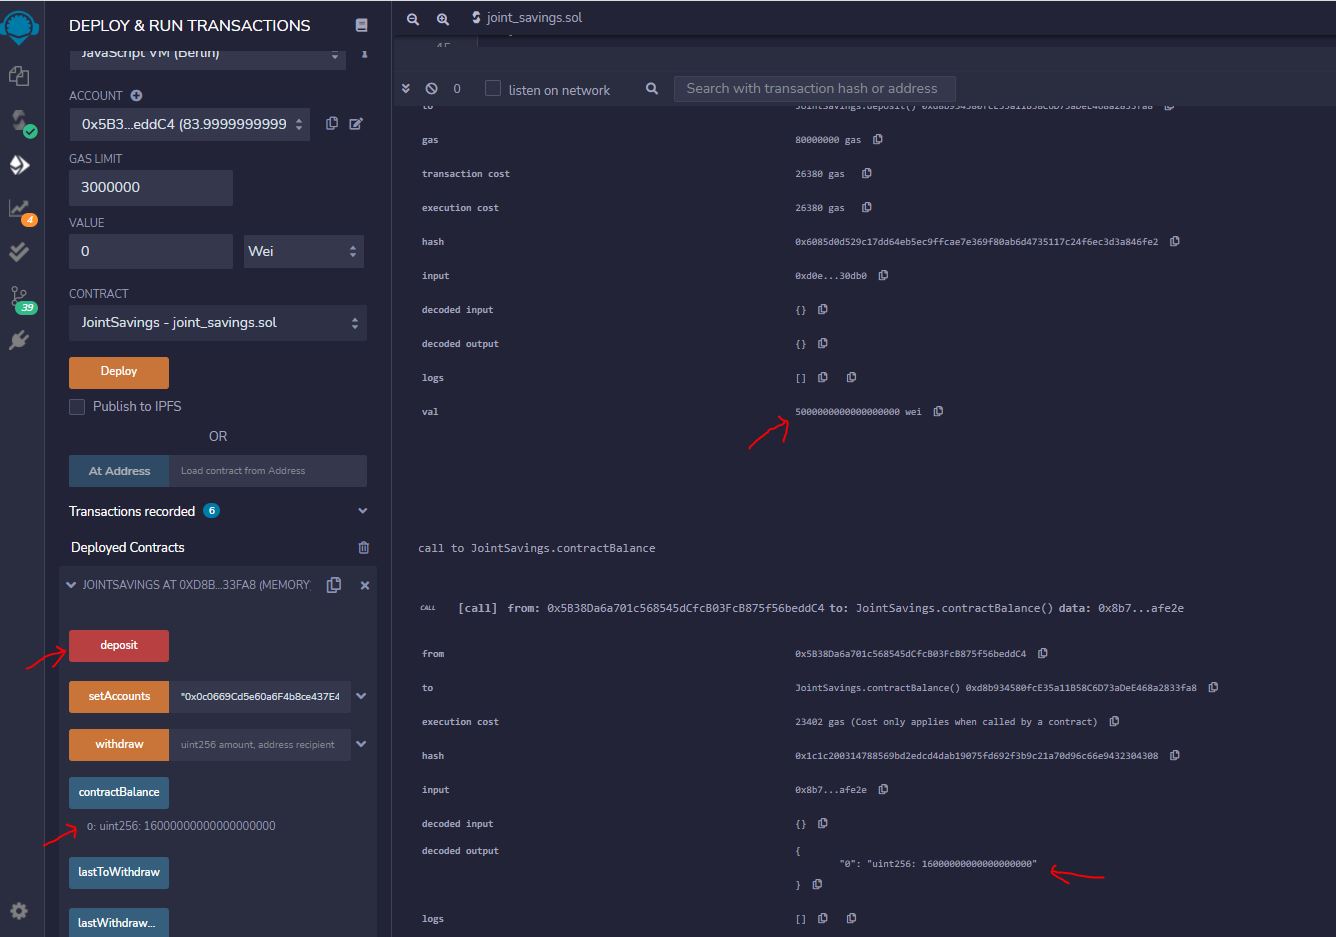 DEPLOY & RUN TRANSACTIONS
JavaScript VM (Berlin)
ACCOUNT
0x5B3...eddC4 (83.9999999999
GAS LIMIT
3000000
VALUE
0
Wei
CONTRACT
JointSavings - joint_savings.sol
Deploy
Publish to IPFS
OR
At Address
Load contract from Address
Transactions recorded 6
Deployed Contracts
JOINTSAVINGS AT 0XD8B...33FA8 (MEMORY)
deposit
setAccounts
"0x0c0669Cd5e60a6F4b8ce437E4
withdraw
uint256 amount, address recipient
contractBalance
0: uint256: 16000000000000000000
lastToWithdraw
lastWithdraw...
4
39
joint_savings.sol
45
0
listen on network
Search with transaction hash or address
to JointSavings.deposit() 0xd8b934580fcE35a11B58C6D73aDeE468a2833fa8
gas 80000000 gas
transaction cost 26380 gas
execution cost 26380 gas
hash 0x6085d0d529c17dd64eb5ec9ffcae7e369f80ab6d4735117c24f6ec3d3a846fe2
input 0xd0e...30db0
decoded input {}
decoded output {}
logs []
val 5000000000000000000 wei
call to JointSavings.contractBalance
CALL [call] from: 0x5B38Da6a701c568545dCfcB03FcB875f56beddC4 to: JointSavings.contractBalance() data: 0x8b7...afe2e
from 0x5B38Da6a701c568545dCfcB03FcB875f56beddC4
to JointSavings.contractBalance() 0xd8b934580fcE35a11B58C6D73aDeE468a2833fa8
execution cost 23402 gas (Cost only applies when called by a contract)
hash 0x1c1c200314788569bd2edcd4dab19075fd692f3b9c21a70d96c66e9432304308
input 0x8b7...afe2e
decoded input {}
decoded output {
"0": "uint256: 16000000000000000000"
}
logs []